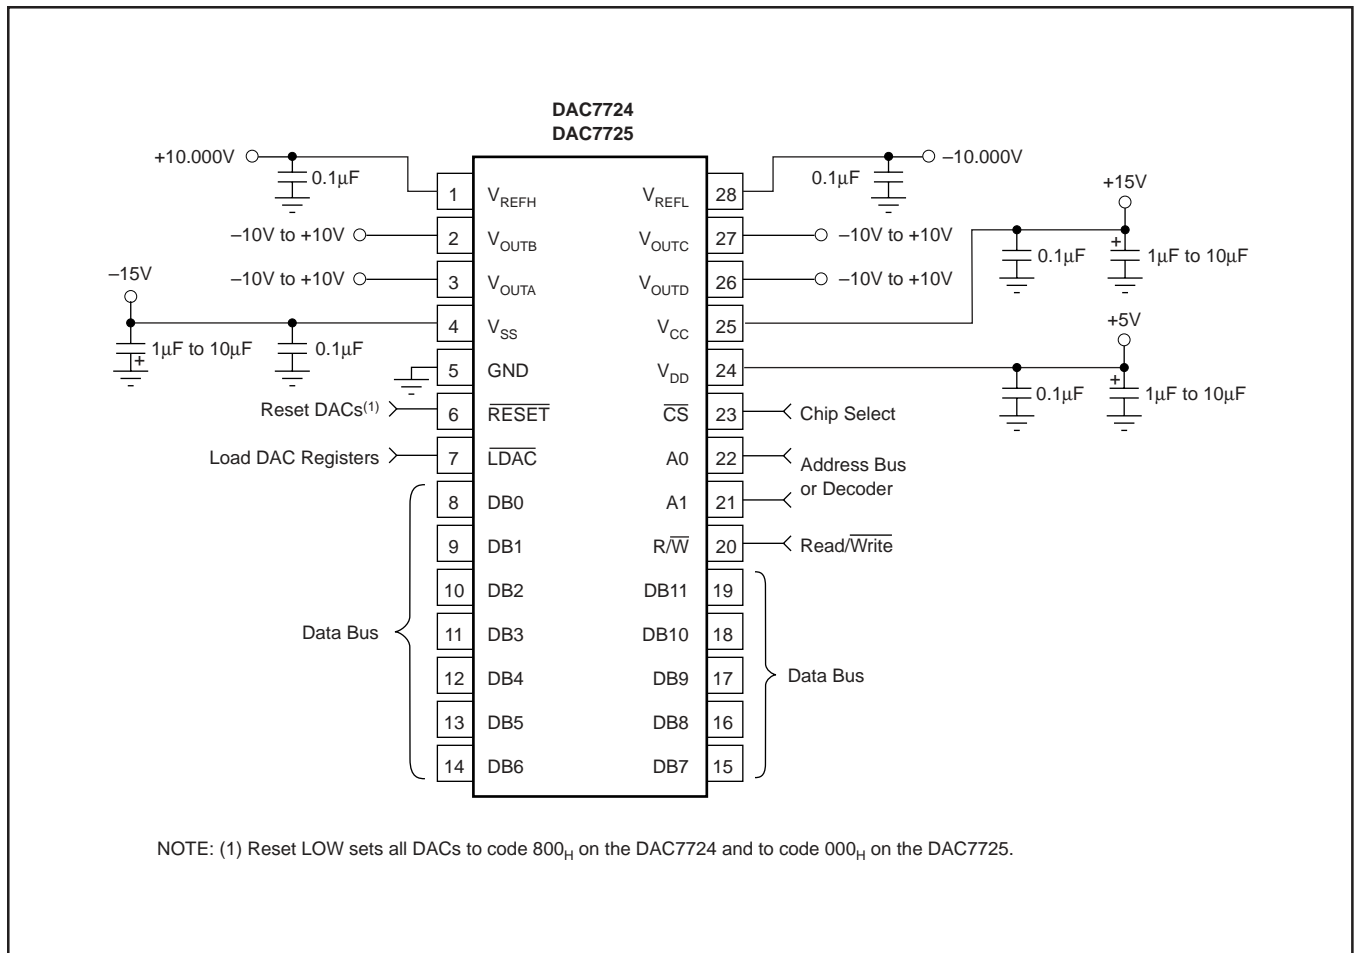 DAC7724
DAC7725
+10.000V
0.1µF
0.1µF
–10.000V
+15V
1 VREFH
VREFL 28
–10V to +10V
2 VOUTB
VOUTC 27
–10V to +10V
0.1µF
1µF to 10µF
+
–15V
–10V to +10V
3 VOUTA
VOUTD 26
–10V to +10V
4 VSS
VCC 25
+5V
1µF to 10µF
+
0.1µF
5 GND
VDD 24
0.1µF
1µF to 10µF
+
Reset DACs(1)
6 RESET
CS 23
Chip Select
Load DAC Registers
7 LDAC
A0 22
Address Bus
or Decoder
8 DB0
A1 21
9 DB1
R/W 20
Read/Write
10 DB2
DB11 19
Data Bus
11 DB3
DB10 18
12 DB4
DB9 17
Data Bus
13 DB5
DB8 16
14 DB6
DB7 15
NOTE: (1) Reset LOW sets all DACs to code 800H on the DAC7724 and to code 000H on the DAC7725.